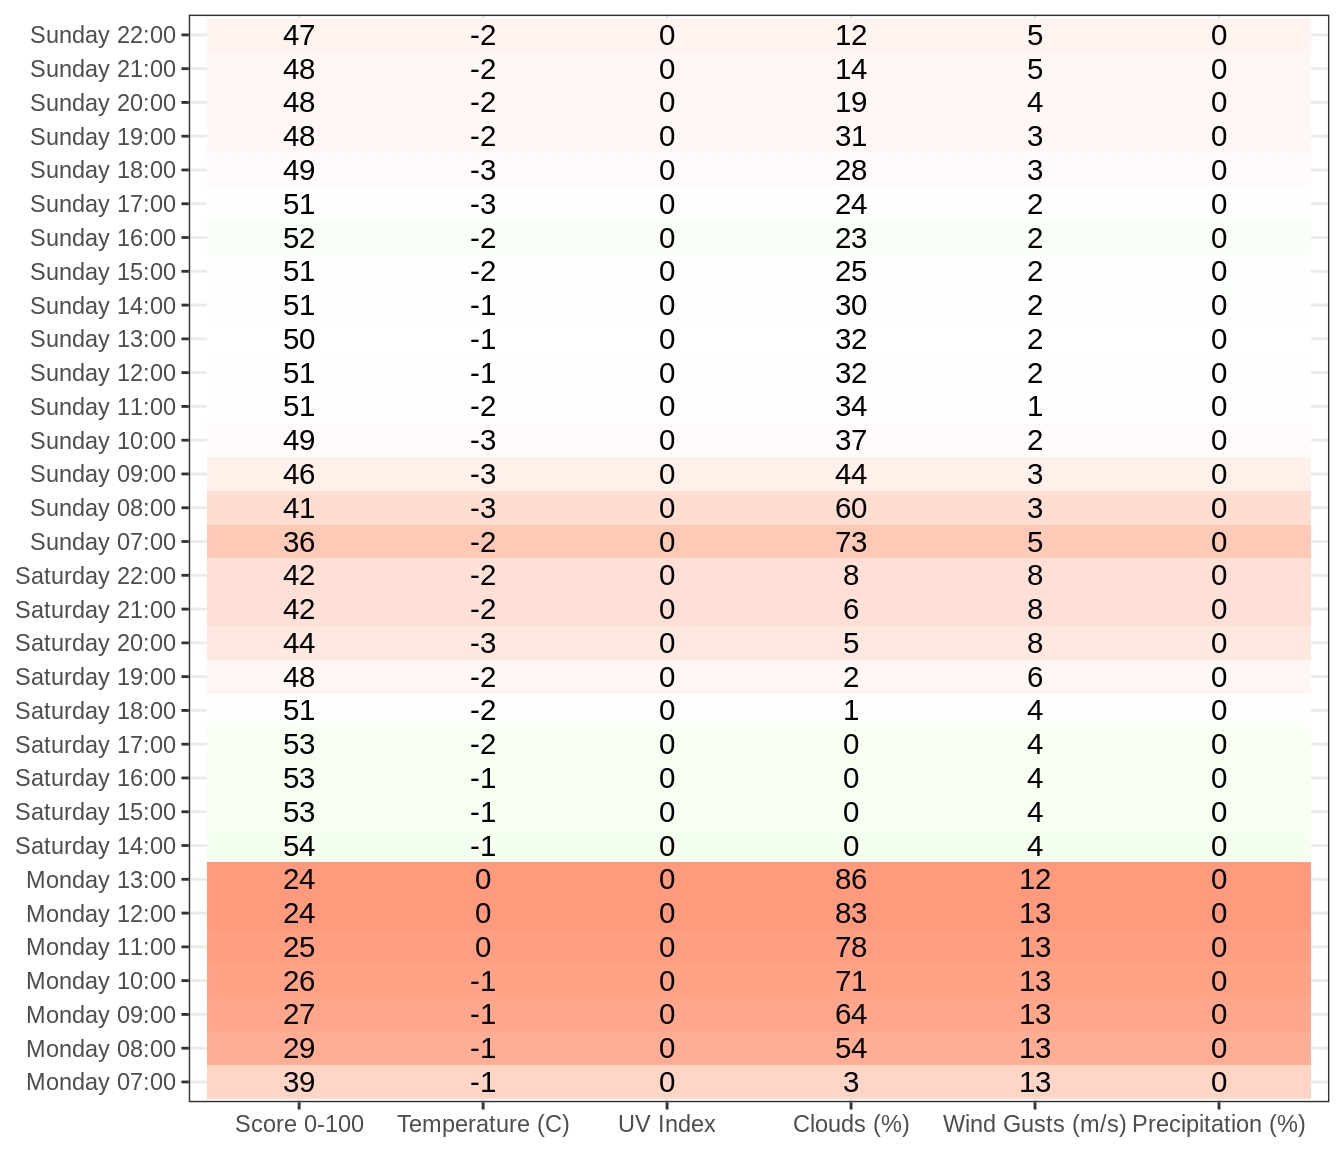 Sunday 22:00 47 -2 0 12 5 0
Sunday 21:00 48 -2 0 14 5 0
Sunday 20:00 48 -2 0 19 4 0
Sunday 19:00 48 -2 0 31 3 0
Sunday 18:00 49 -3 0 28 3 0
Sunday 17:00 51 -3 0 24 2 0
Sunday 16:00 52 -2 0 23 2 0
Sunday 15:00 51 -2 0 25 2 0
Sunday 14:00 51 -1 0 30 2 0
Sunday 13:00 50 -1 0 32 2 0
Sunday 12:00 51 -1 0 32 2 0
Sunday 11:00 51 -2 0 34 1 0
Sunday 10:00 49 -3 0 37 2 0
Sunday 09:00 46 -3 0 44 3 0
Sunday 08:00 41 -3 0 60 3 0
Sunday 07:00 36 -2 0 73 5 0
Saturday 22:00 42 -2 0 8 8 0
Saturday 21:00 42 -2 0 6 8 0
Saturday 20:00 44 -3 0 5 8 0
Saturday 19:00 48 -2 0 2 6 0
Saturday 18:00 51 -2 0 1 4 0
Saturday 17:00 53 -2 0 0 4 0
Saturday 16:00 53 -1 0 0 4 0
Saturday 15:00 53 -1 0 0 4 0
Saturday 14:00 54 -1 0 0 4 0
Monday 13:00 24 0 0 86 12 0
Monday 12:00 24 0 0 83 13 0
Monday 11:00 25 0 0 78 13 0
Monday 10:00 26 -1 0 71 13 0
Monday 09:00 27 -1 0 64 13 0
Monday 08:00 29 -1 0 54 13 0
Monday 07:00 39 -1 0 3 13 0
Score 0-100 Temperature (C) UV Index Clouds (%) Wind Gusts (m/s) Precipitation (%)